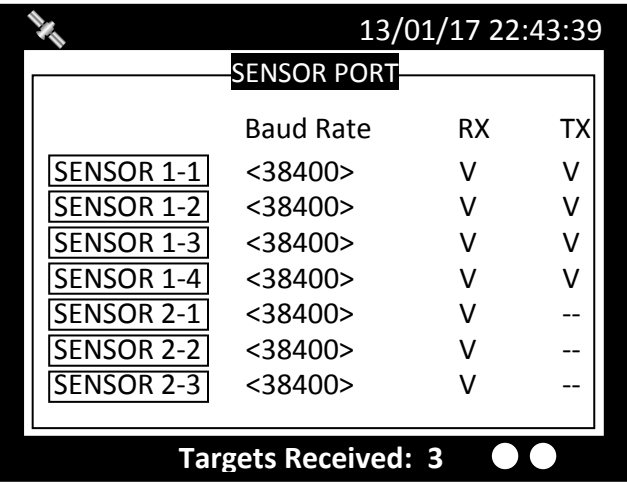 13/01/17 22:43:39
SENSOR PORT
Baud Rate RX TX
SENSOR 1-1 <38400> V V
SENSOR 1-2 <38400> V V
SENSOR 1-3 <38400> V V
SENSOR 1-4 <38400> V V
SENSOR 2-1 <38400> V --
SENSOR 2-2 <38400> V --
SENSOR 2-3 <38400> V --
Targets Received: 3